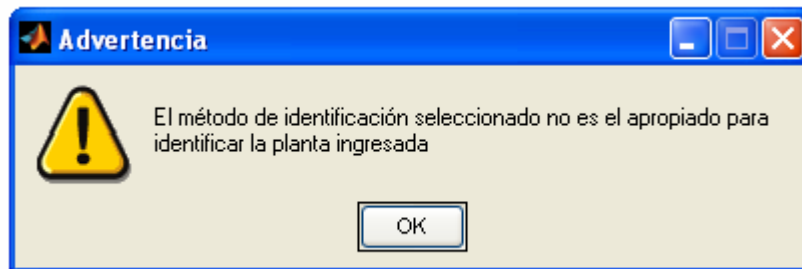 Advertencia
El método de identificación seleccionado no es el apropiado para
identificar la planta ingresada
OK